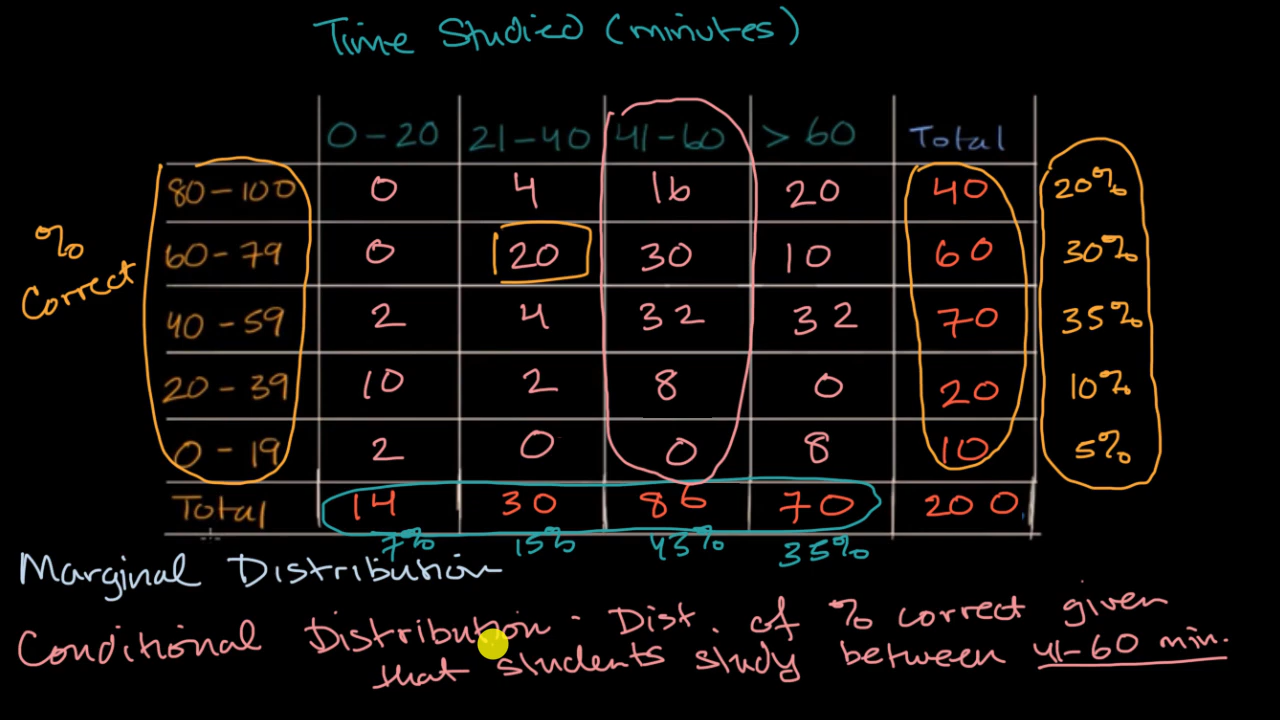 Time Studied (minutes)
0-20 21-40 41-60 > 60 Total
80-100 0 4 16 20 40 20%
60-79 0 20 30 10 60 30%
% Correct
40-59 2 4 32 32 70 35%
20-39 10 2 8 0 20 10%
0-19 2 0 0 8 10 5%
Total 14 30 86 70 200
7% 15% 43% 35%
Marginal Distribution
Conditional Distribution - Dist. of % correct given
that students study between 41-60 min.